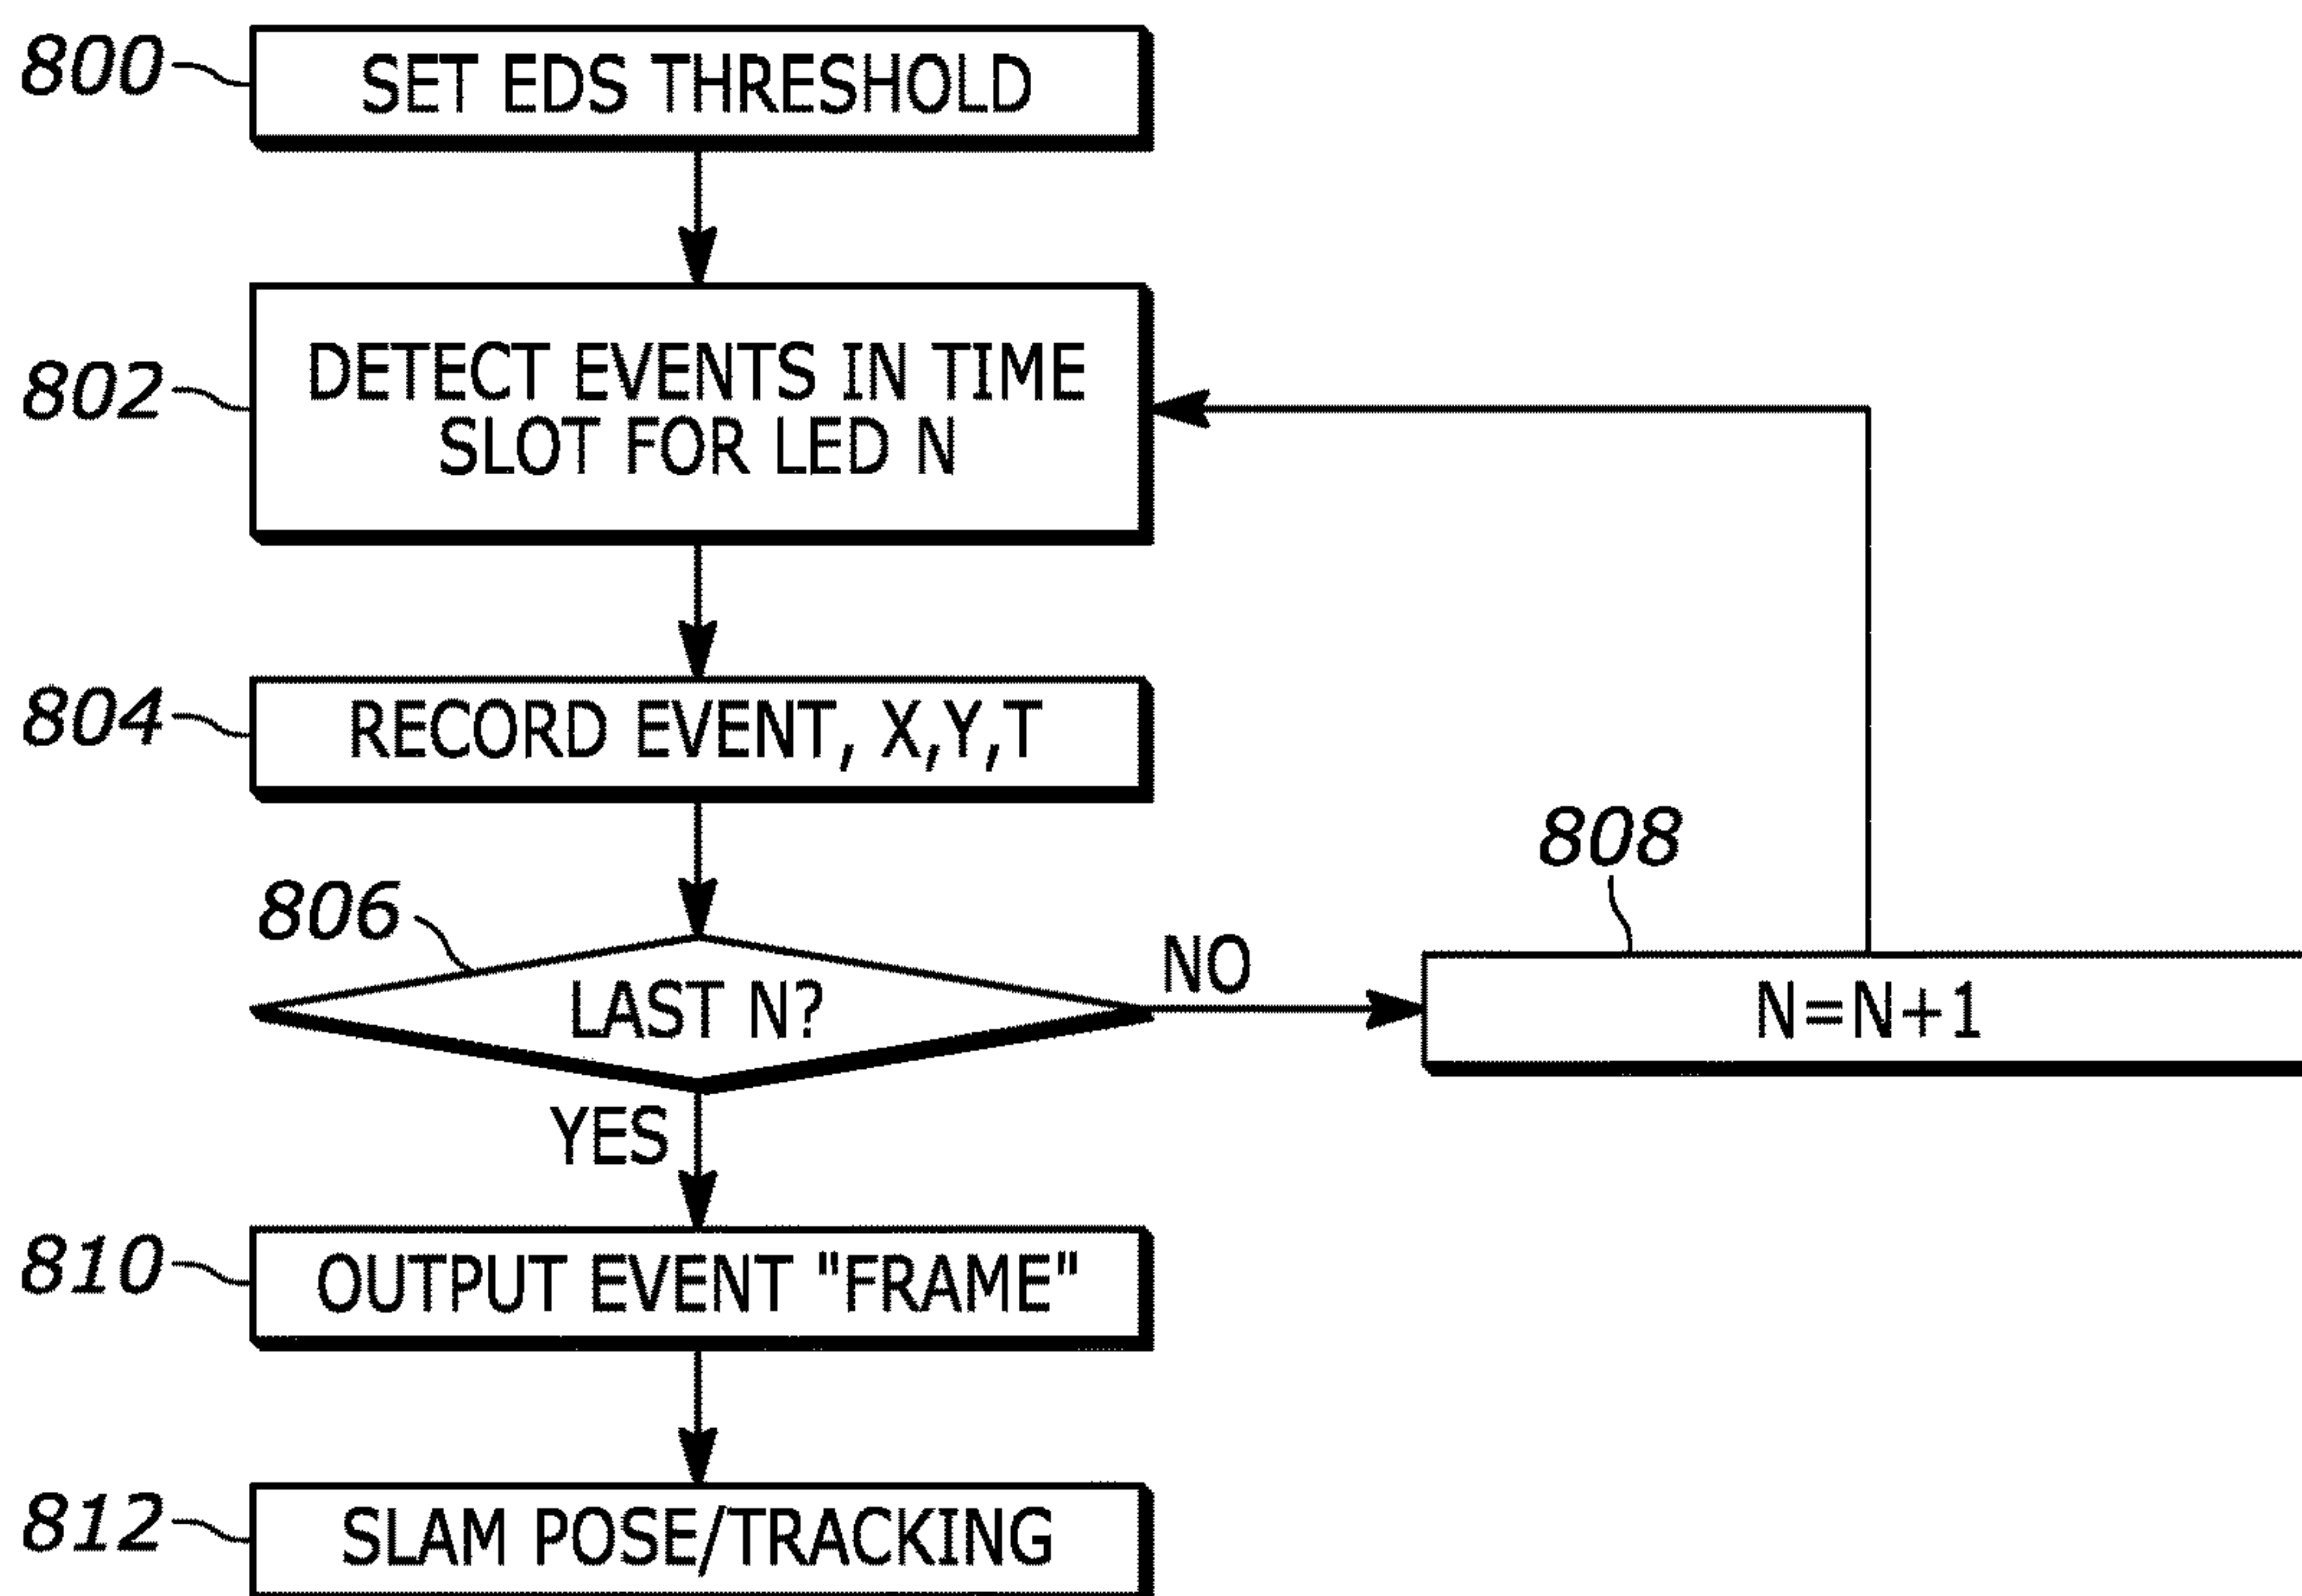 800
SET EDS THRESHOLD
802
DETECT EVENTS IN TIME
SLOT FOR LED N
804
RECORD EVENT, X,Y,T
806
LAST N?
NO
808
N=N+1
YES
810
OUTPUT EVENT "FRAME"
812
SLAM POSE/TRACKING